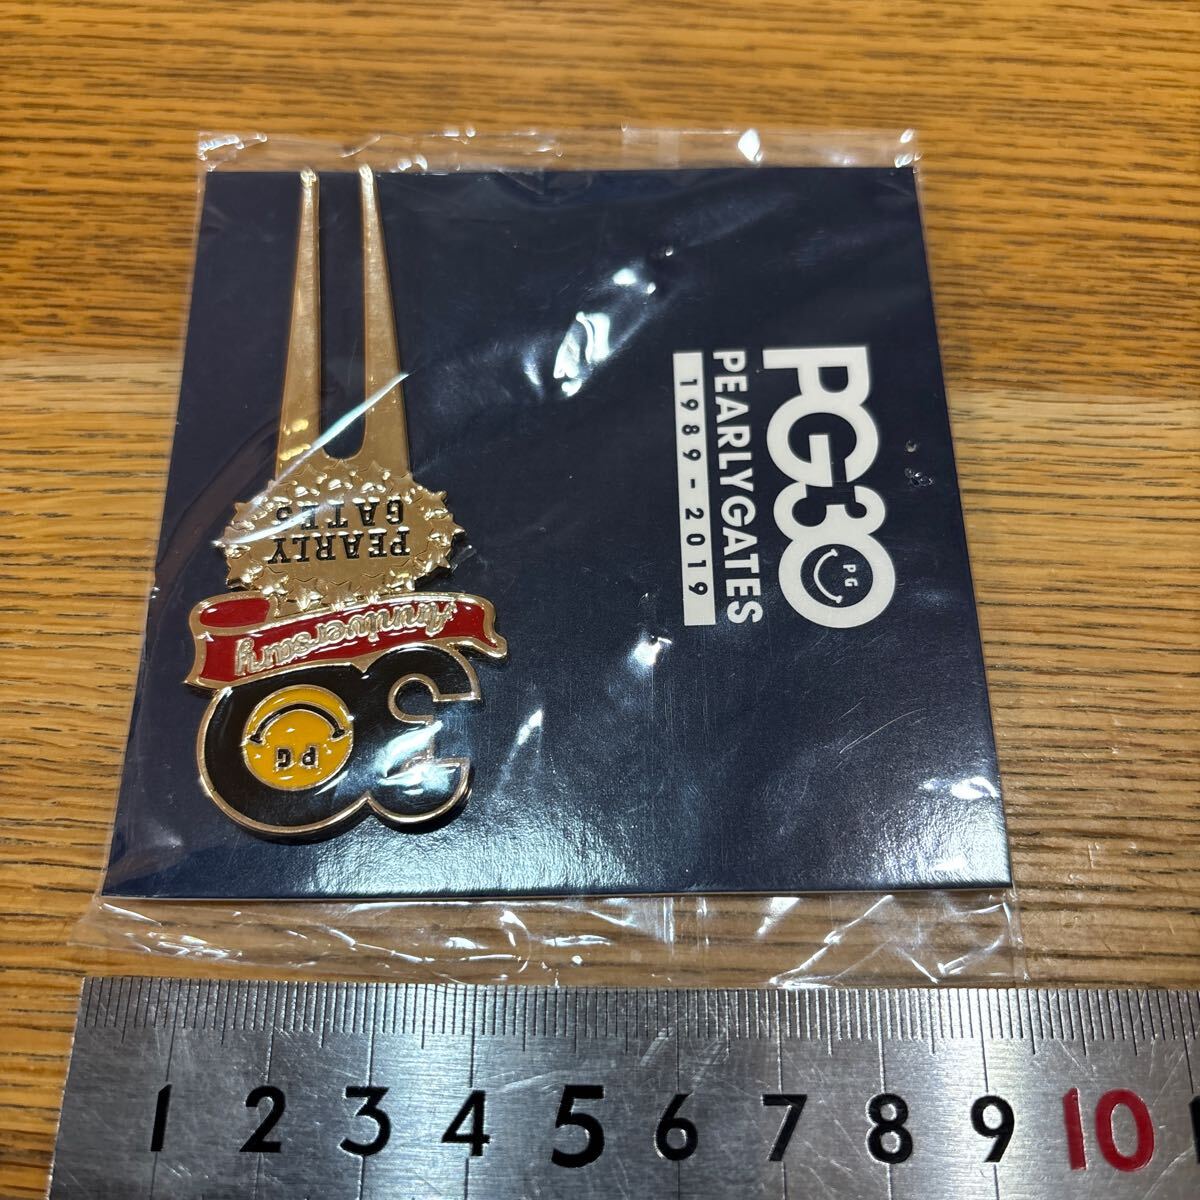 PG30
PG
PEARLY GATES
1989-2019
PEARLY
GATES
Anniversary
30
PG
1 2 3 4 5 6 7 8 9 10